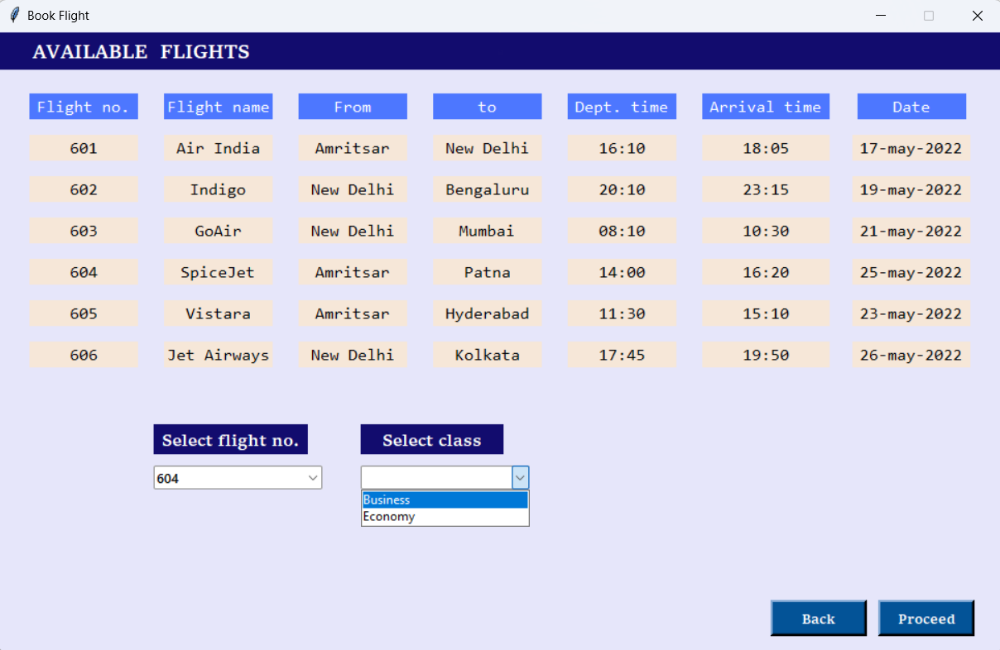 Book Flight
AVAILABLE FLIGHTS
Flight no. Flight name From to Dept. time Arrival time Date
601 Air India Amritsar New Delhi 16:10 18:05 17-may-2022
602 Indigo New Delhi Bengaluru 20:10 23:15 19-may-2022
603 GoAir New Delhi Mumbai 08:10 10:30 21-may-2022
604 SpiceJet Amritsar Patna 14:00 16:20 25-may-2022
605 Vistara Amritsar Hyderabad 11:30 15:10 23-may-2022
606 Jet Airways New Delhi Kolkata 17:45 19:50 26-may-2022
Select flight no. Select class
604
Business
Economy
Back Proceed